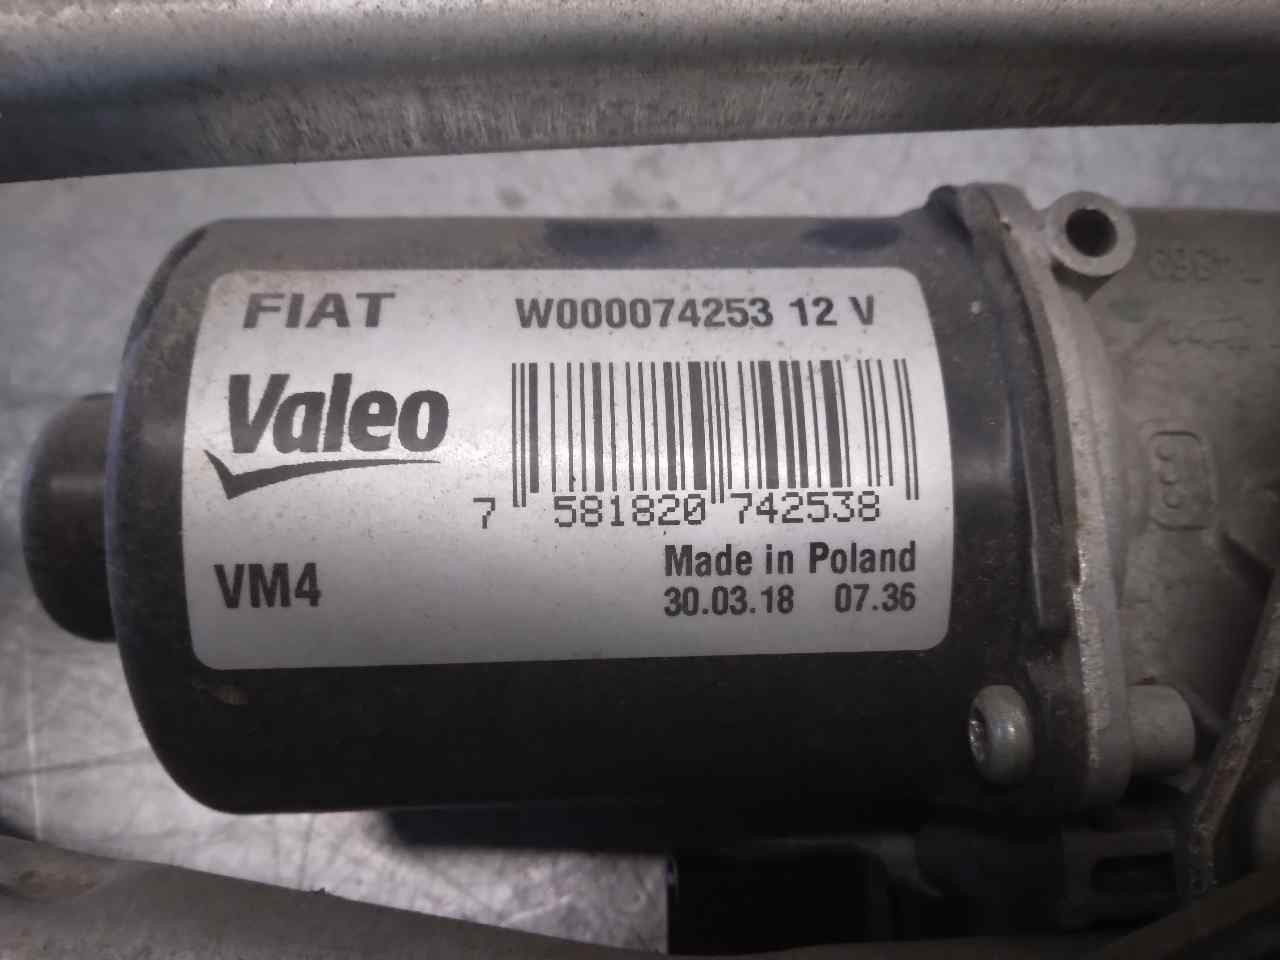 FIAT W000074253 12 V
Valeo
7 581820 742538
VM4
Made in Poland
30.03.18 07.36